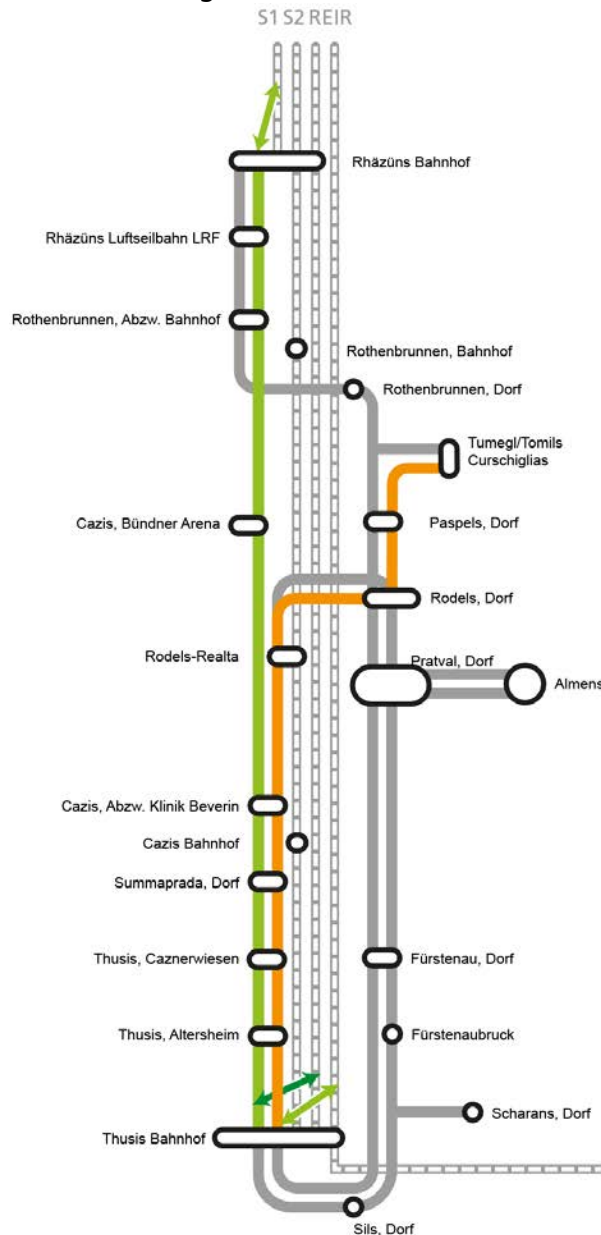 S1 S2 RE IR
Rhäzüns Bahnhof
Rhäzüns Luftseilbahn LRF
Rothenbrunnen, Abzw. Bahnhof
Rothenbrunnen, Bahnhof
Rothenbrunnen, Dorf
Tumegl/Tomils
Curschiglias
Cazis, Bündner Arena
Paspels, Dorf
Rodels, Dorf
Rodels-Realta
Pratval, Dorf
Almens
Cazis, Abzw. Klinik Beverin
Cazis Bahnhof
Summaprada, Dorf
Thusis, Caznerwiesen
Fürstenau, Dorf
Thusis, Altersheim
Fürstenaubruck
Scharans, Dorf
Thusis Bahnhof
Sils, Dorf